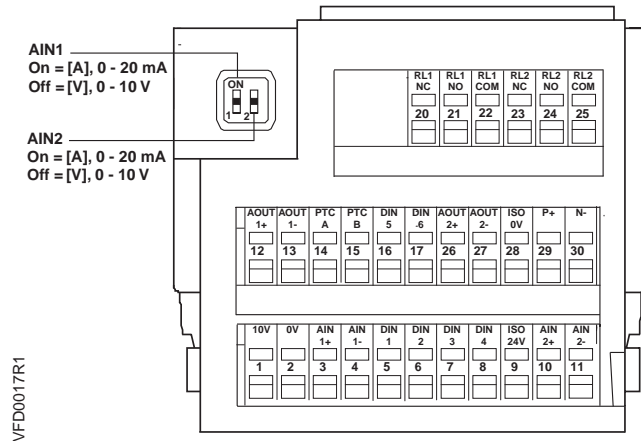 AIN1
On = [A], 0 - 20 mA
Off = [V], 0 - 10 V
ON
1 2
AIN2
On = [A], 0 - 20 mA
Off = [V], 0 - 10 V
RL1 RL1 RL1 RL2 RL2 RL2
NC NO COM NC NO COM
20 21 22 23 24 25
AOUT AOUT PTC PTC DIN DIN AOUT AOUT ISO P+ N-
1+ 1- A B 5 6 2+ 2- 0V
12 13 14 15 16 17 26 27 28 29 30
10V 0V AIN AIN DIN DIN DIN DIN ISO AIN AIN
1+ 1- 1 2 3 4 24V 2+ 2-
1 2 3 4 5 6 7 8 9 10 11
VFD0017R1